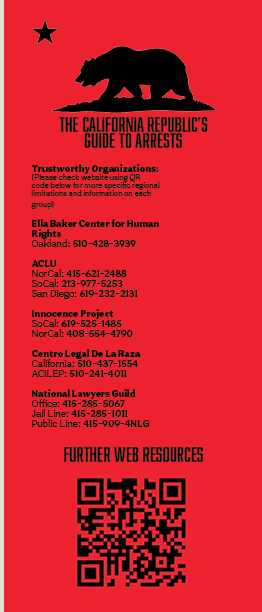 THE CALIFORNIA REPUBLIC'S
GUIDE TO ARRESTS
Trustworthy Organizations:
(Please check website using QR
code below for more specific regional
limitations and information on each
group)
Ella Baker Center for Human
Rights
Oakland: 510-428-3939
ACLU
NorCal: 415-621-2488
SoCal: 213-977-5253
San Diego: 619-232-2131
Innocence Project
SoCal: 619-525-1485
NorCal: 408-554-4790
Centro Legal De La Raza
California: 510-437-1554
ACILEP: 510-241-4011
National Lawyers Guild
Office: 415-285-5067
Jail Line: 415-285-1011
Public Line: 415-909-4NLG
FURTHER WEB RESOURCES